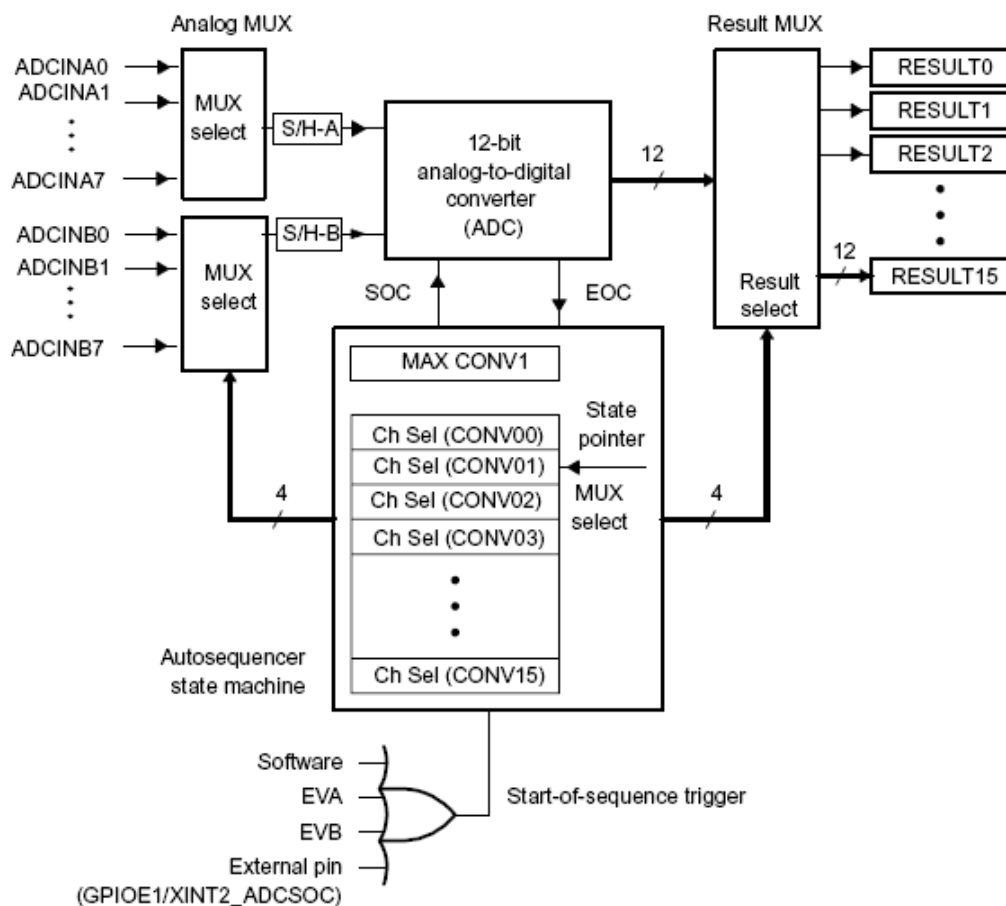 Analog MUX
Result MUX
ADCINA0
ADCINA1
ADCINA7
MUX
select
S/H-A
12-bit
analog-to-digital
converter
(ADC)
12
RESULT0
RESULT1
RESULT2
12
RESULT15
Result
select
ADCINB0
ADCINB1
ADCINB7
MUX
select
S/H-B
SOC
EOC
MAX CONV1
Ch Sel (CONV00)
Ch Sel (CONV01)
Ch Sel (CONV02)
Ch Sel (CONV03)
Ch Sel (CONV15)
State
pointer
MUX
select
4
4
Autosequencer
state machine
Software
EVA
EVB
External pin
(GPIOE1/XINT2_ADCSOC)
Start-of-sequence trigger